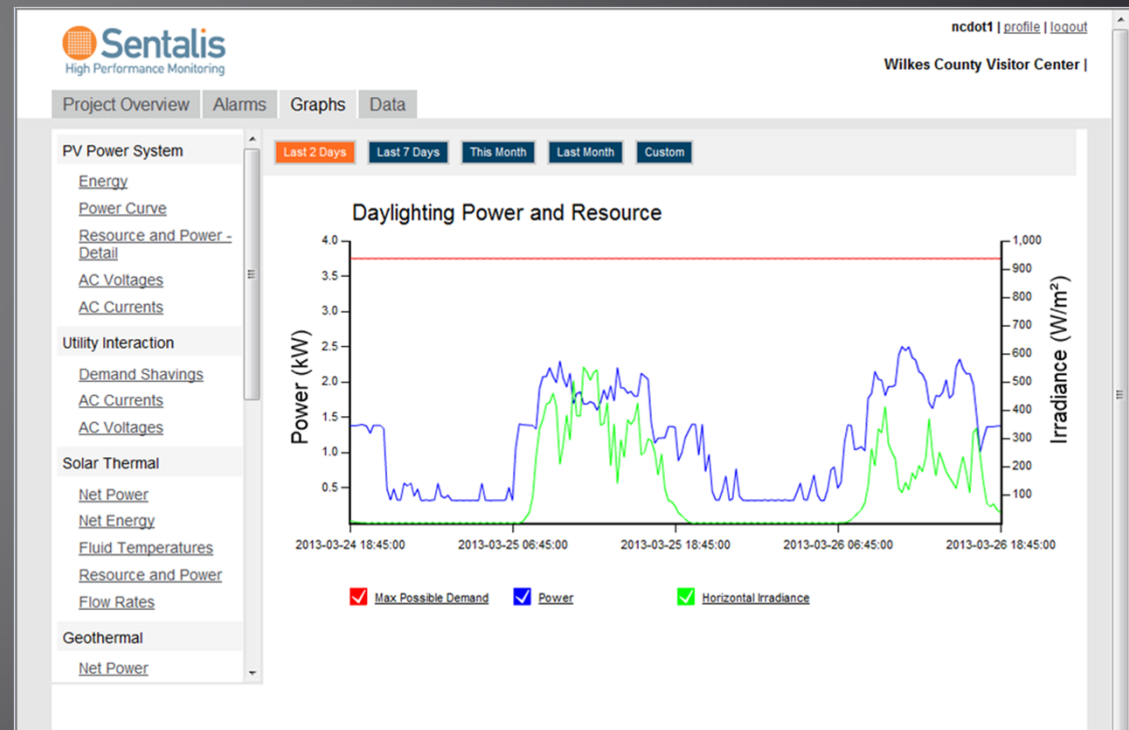 Sentalis
High Performance Monitoring
ncdot1 | profile | logout
Wilkes County Visitor Center |
Project Overview
Alarms
Graphs
Data
PV Power System
Energy
Power Curve
Resource and Power -
Detail
AC Voltages
AC Currents
Utility Interaction
Demand Shavings
AC Currents
AC Voltages
Solar Thermal
Net Power
Net Energy
Fluid Temperatures
Resource and Power
Flow Rates
Geothermal
Net Power
Last 2 Days
Last 7 Days
This Month
Last Month
Custom
Daylighting Power and Resource
Power (kW)
4.0
3.5
3.0
2.5
2.0
1.5
1.0
0.5
1,000
900
800
700
600
500
400
300
200
100
Irradiance (W/m²)
2013-03-24 18:45:00
2013-03-25 06:45:00
2013-03-25 18:45:00
2013-03-26 06:45:00
2013-03-26 18:45:00
Max Possible Demand
Power
Horizontal Irradiance